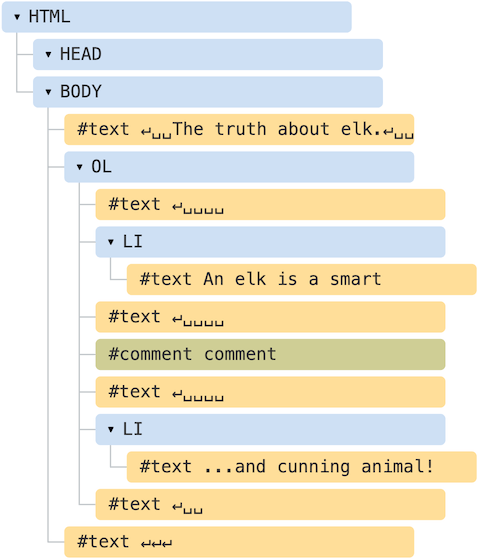 ▾ HTML
▾ HEAD
▾ BODY
#text ↵␣␣The truth about elk.↵␣␣
▾ OL
#text ↵␣␣␣␣
▾ LI
#text An elk is a smart
#text ↵␣␣␣␣
#comment comment
#text ↵␣␣␣␣
▾ LI
#text ...and cunning animal!
#text ↵␣␣
#text ↵↵↵